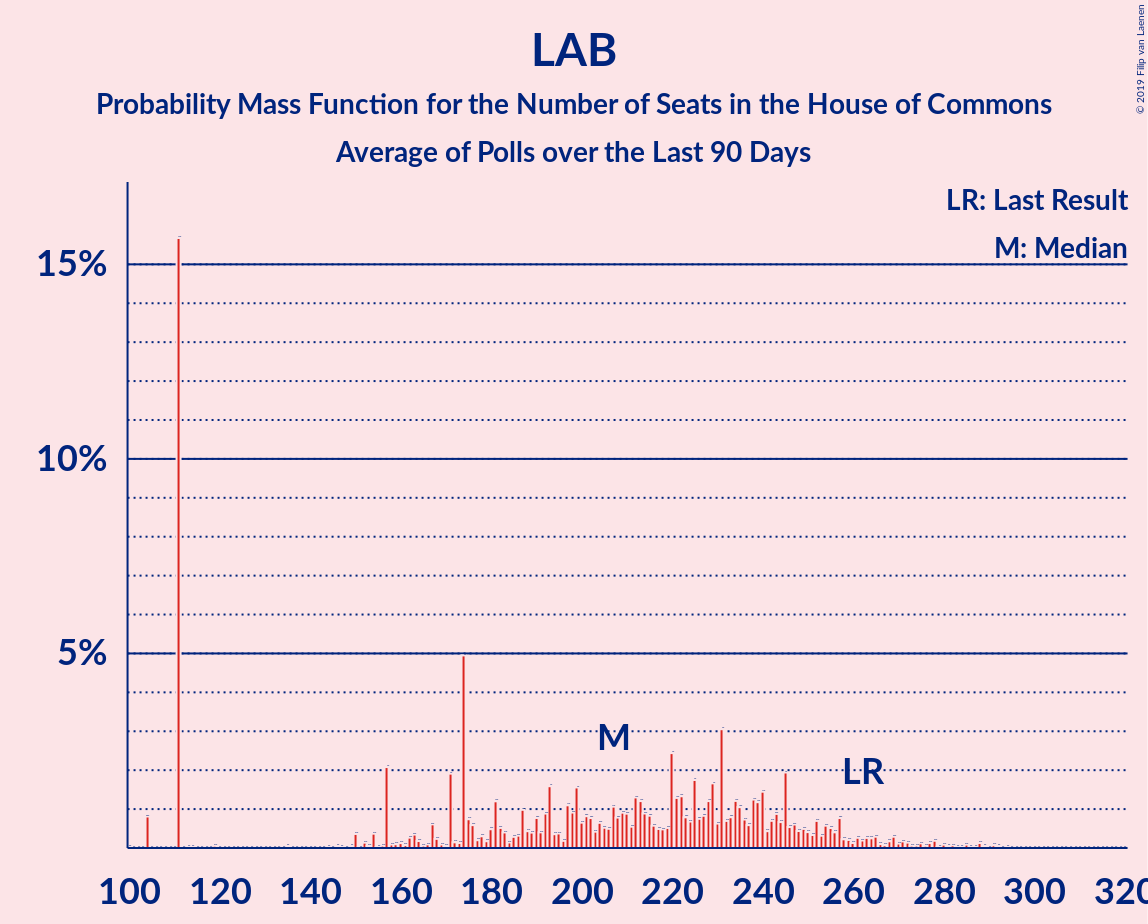 LAB
Probability Mass Function for the Number of Seats in the House of Commons
Average of Polls over the Last 90 Days
© 2019 Filip van Laenen
LR: Last Result
M: Median
15%
10%
5%
M
LR
100 120 140 160 180 200 220 240 260 280 300 320